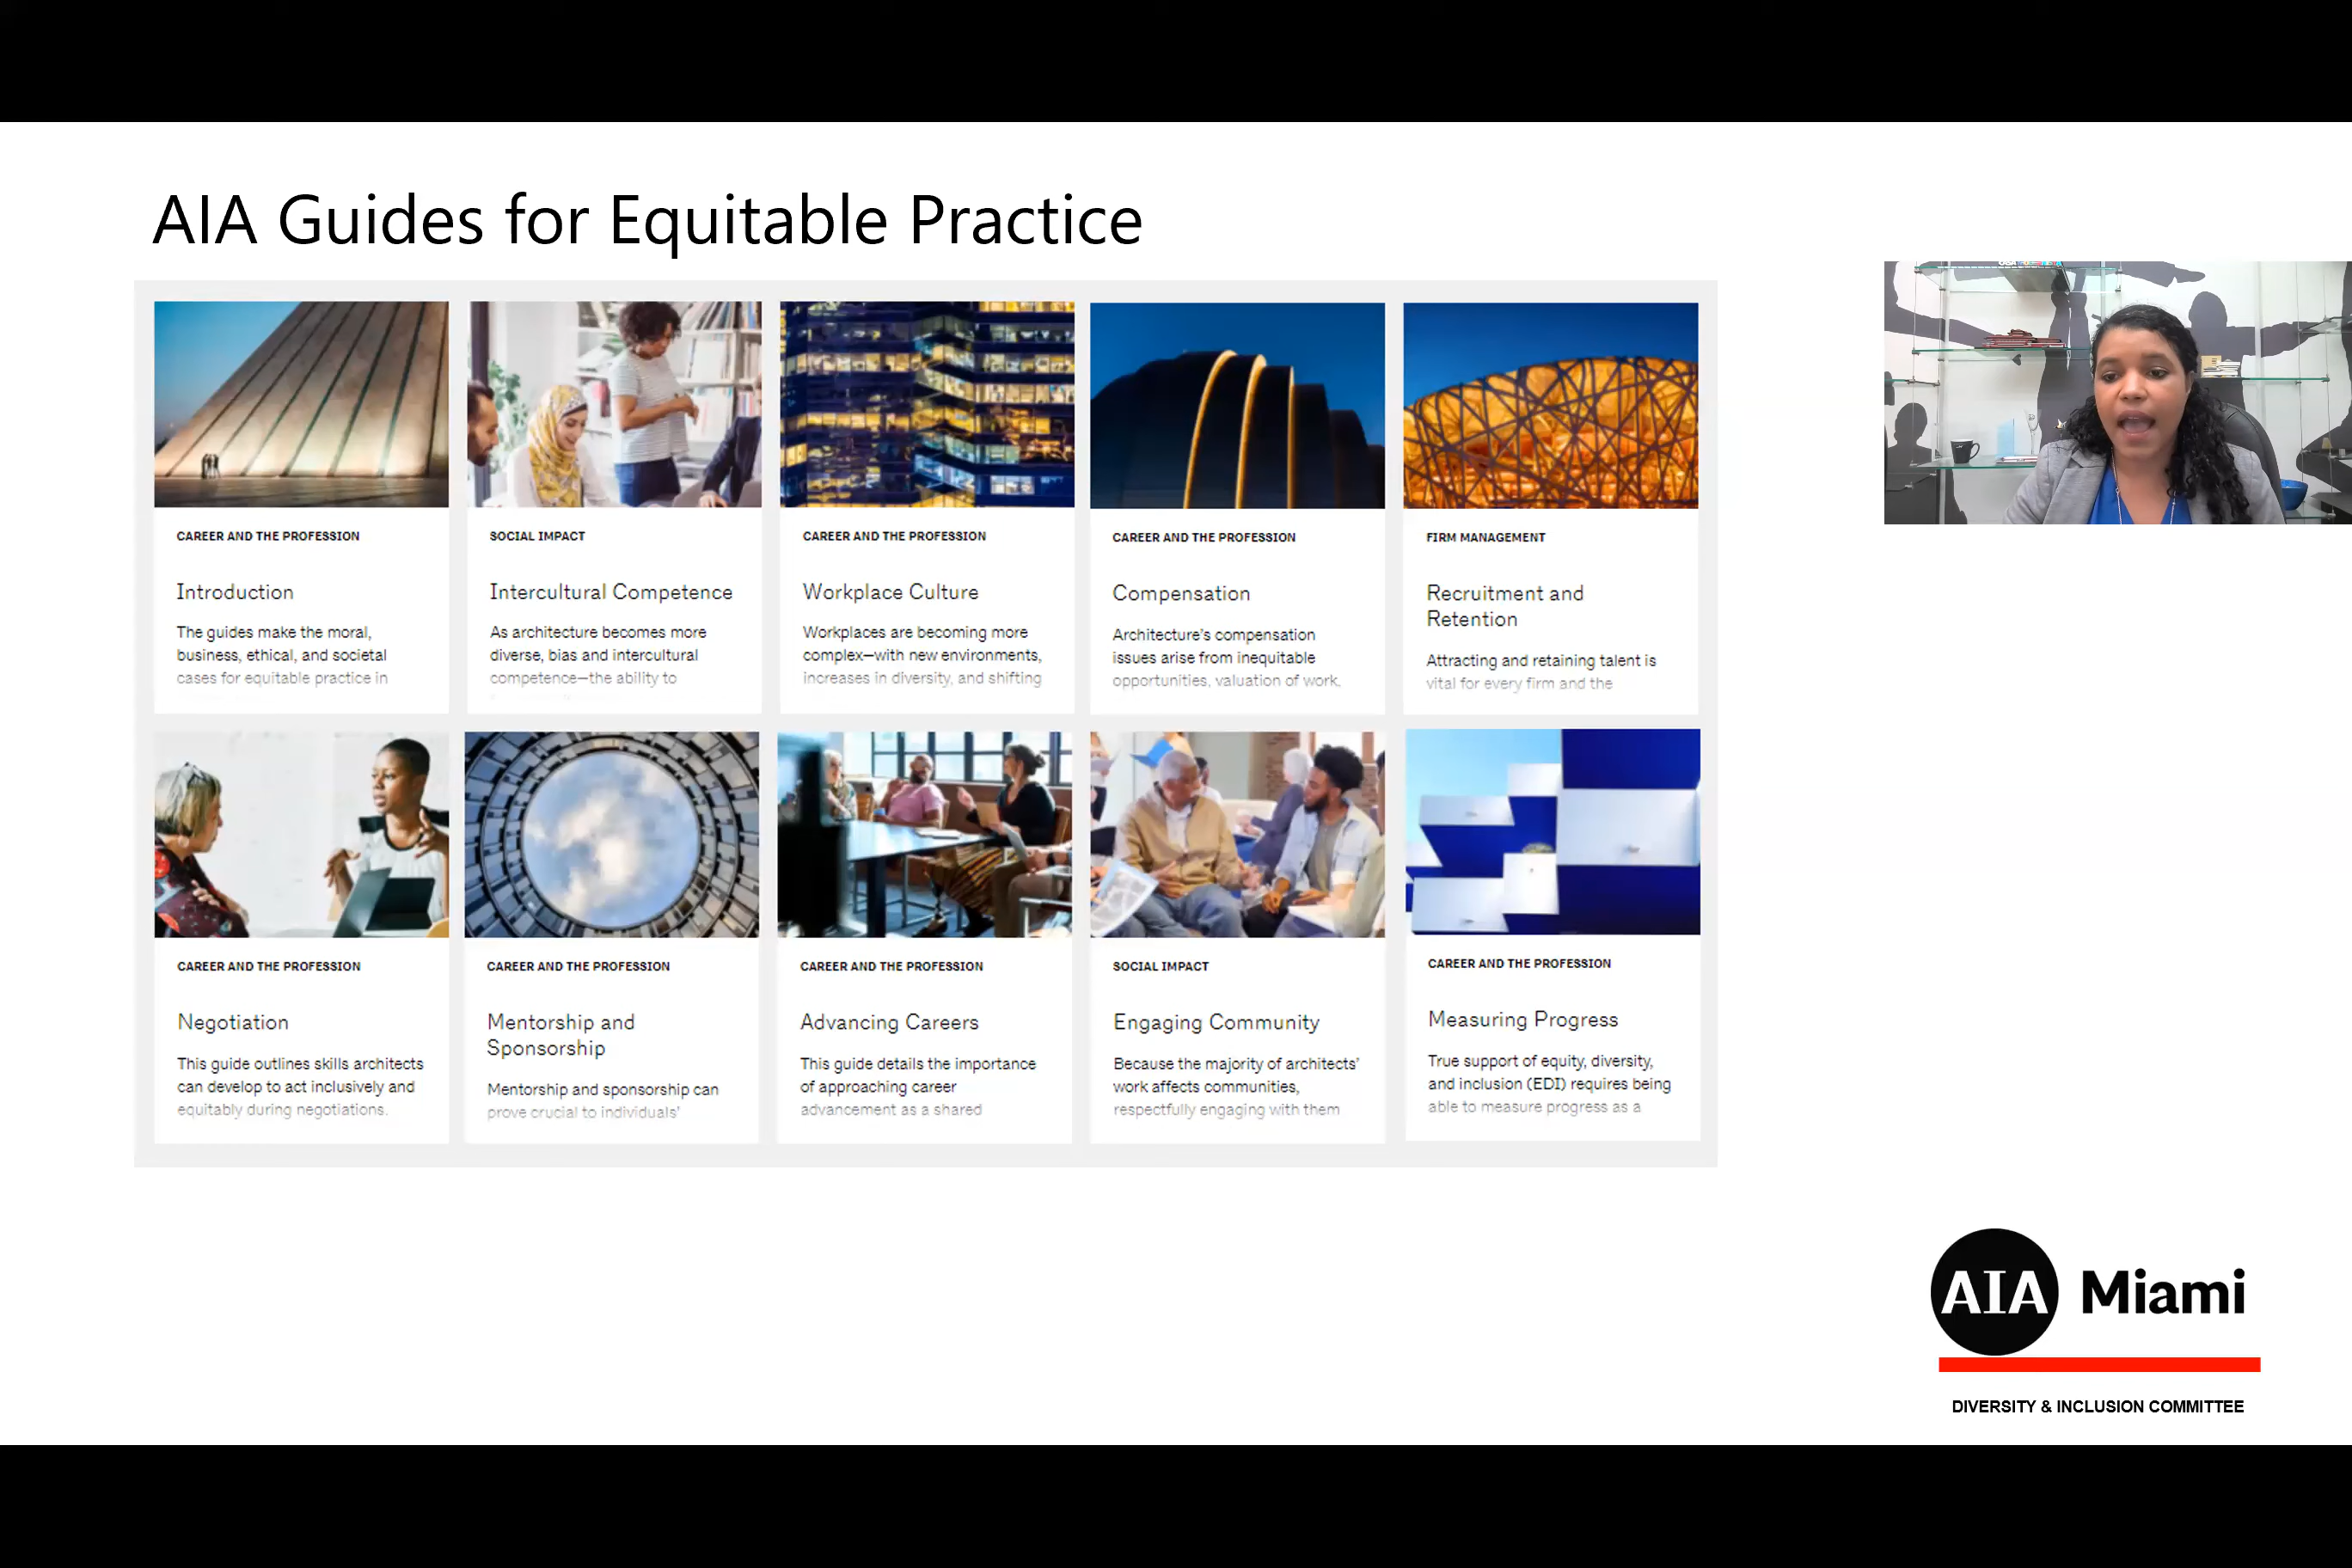 AIA Guides for Equitable Practice
CAREER AND THE PROFESSION
Introduction
The guides make the moral,
business, ethical, and societal
cases for equitable practice in
SOCIAL IMPACT
Intercultural Competence
As architecture becomes more
diverse, bias and intercultural
competence—the ability to
CAREER AND THE PROFESSION
Workplace Culture
Workplaces are becoming more
complex—with new environments,
increases in diversity, and shifting
CAREER AND THE PROFESSION
Compensation
Architecture's compensation
issues arise from inequitable
opportunities, valuation of work,
FIRM MANAGEMENT
Recruitment and
Retention
Attracting and retaining talent is
vital for every firm and the
CAREER AND THE PROFESSION
Negotiation
This guide outlines skills architects
can develop to act inclusively and
equitably during negotiations.
CAREER AND THE PROFESSION
Mentorship and
Sponsorship
Mentorship and sponsorship can
prove crucial to individuals'
CAREER AND THE PROFESSION
Advancing Careers
This guide details the importance
of approaching career
advancement as a shared
SOCIAL IMPACT
Engaging Community
Because the majority of architects'
work affects communities,
respectfully engaging with them
CAREER AND THE PROFESSION
Measuring Progress
True support of equity, diversity,
and inclusion (EDI) requires being
able to measure progress as a
AIA Miami
DIVERSITY & INCLUSION COMMITTEE